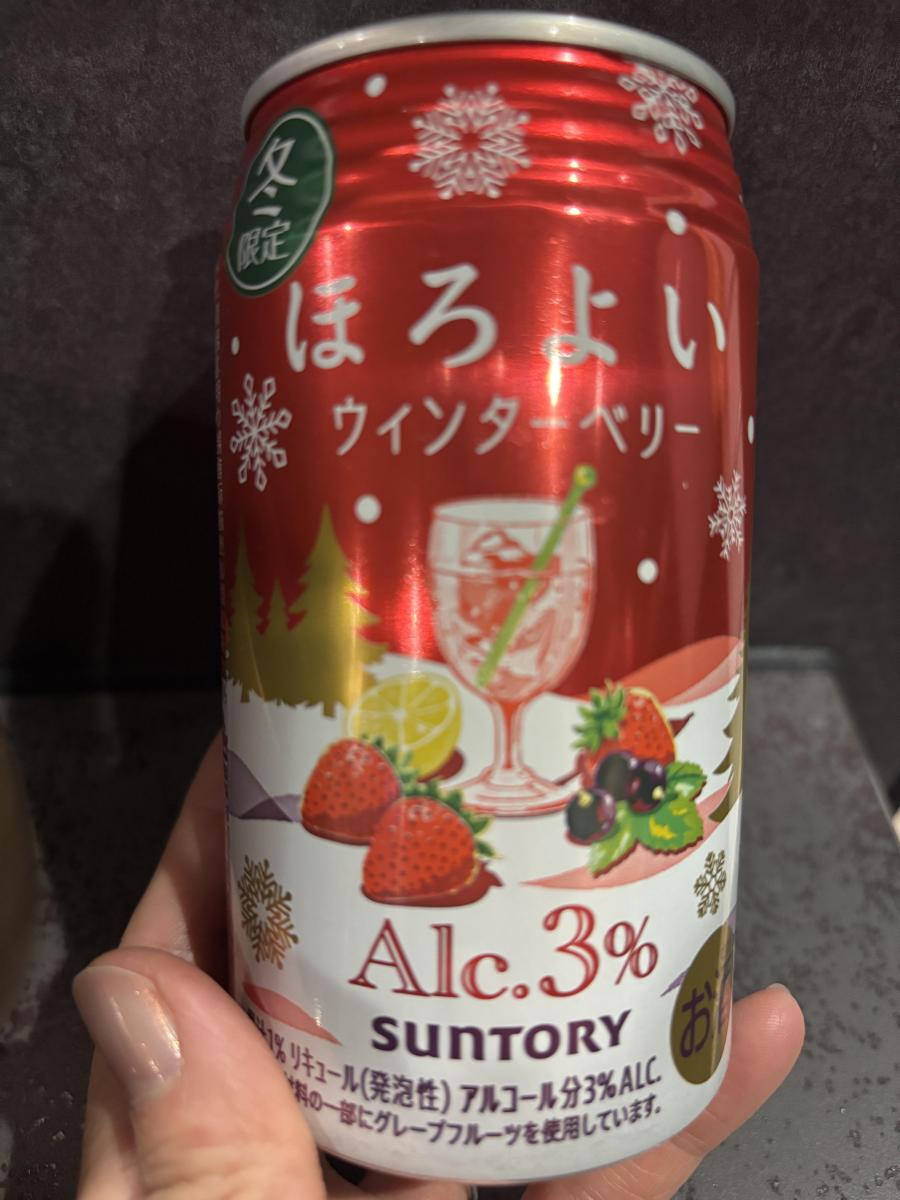 冬
限定
ほろよい
ウィンターベリー
Alc.3%
SUNTORY
1% リキュール(発泡性) アルコール分3%ALC.
料の一部にグレープフルーツを使用しています。
お